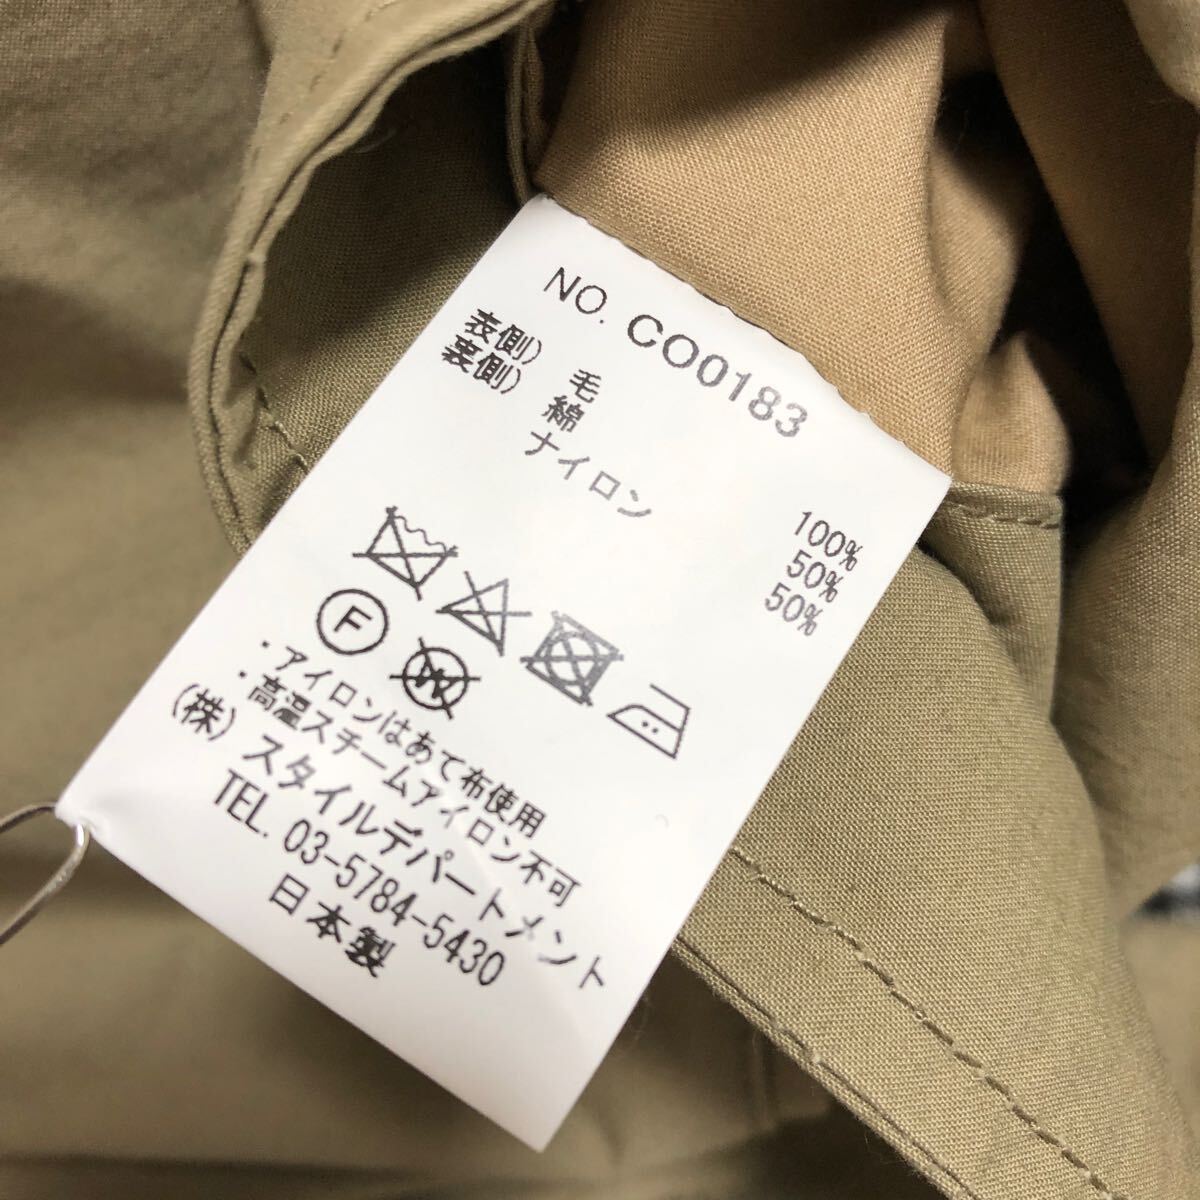 NO. CO0183
表側) 毛 100%
裏側) 綿 50%
ナイロン 50%
F
W
・アイロンはあて布使用
・高温スチームアイロン不可
(株) スタイルデパートメント
TEL. 03-5784-5430
日本製